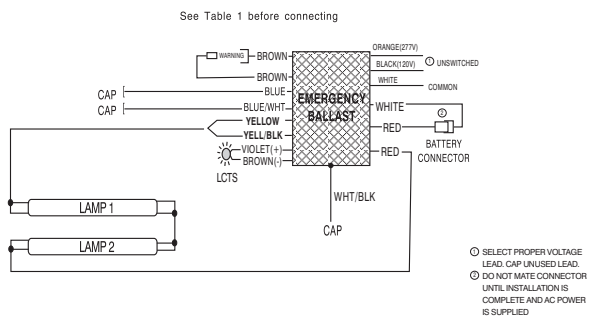 See Table 1 before connecting
WARNING
BROWN
BROWN
CAP
BLUE
CAP
BLUE/WHT
YELLOW
YELL/BLK
VIOLET(+)
BROWN(-)
LCTS
EMERGENCY
BALLAST
ORANGE(277V)
BLACK(120V)
① UNSWITCHED
WHITE
COMMON
WHITE
②
RED
BATTERY
CONNECTOR
RED
WHT/BLK
CAP
LAMP 1
LAMP 2
① SELECT PROPER VOLTAGE
LEAD. CAP UNUSED LEAD.
② DO NOT MATE CONNECTOR
UNTIL INSTALLATION IS
COMPLETE AND AC POWER
IS SUPPLIED